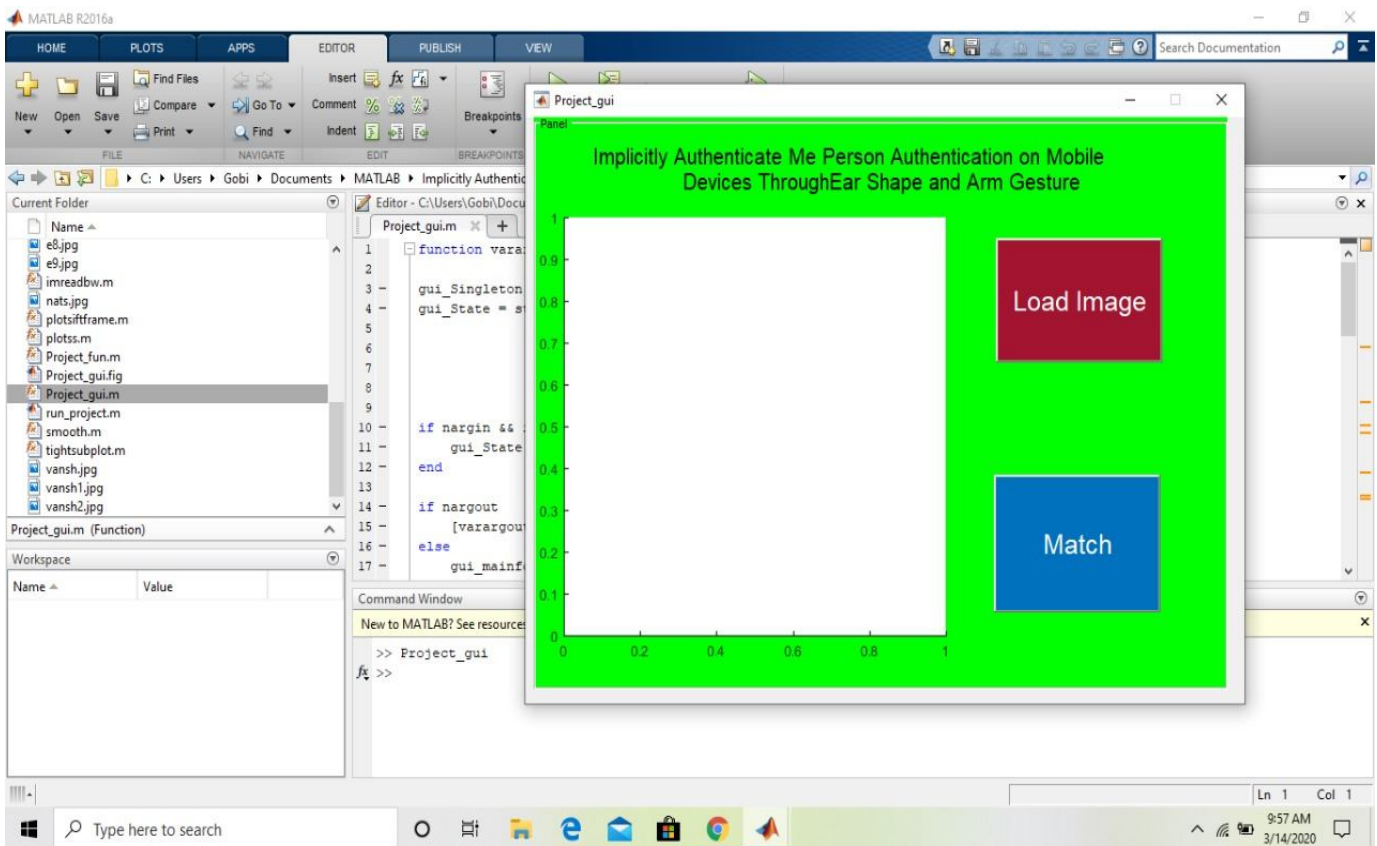 MATLAB R2016a
HOME PLOTS APPS EDITOR PUBLISH VIEW
Search Documentation
New Open Save
Find Files
Compare
Print
Go To
Find
Insert fx
Comment
Indent
Breakpoints
FILE NAVIGATE EDIT BREAKPOINTS
C: Users Gobi Documents MATLAB Implicitly Authentic
Current Folder
Name
e8.jpg
e9.jpg
imreadbw.m
nats.jpg
plotsiftframe.m
plotss.m
Project_fun.m
Project_gui.fig
Project_gui.m
run_project.m
smooth.m
tightsubplot.m
vansh.jpg
vansh1.jpg
vansh2.jpg
Project_gui.m (Function)
Workspace
Name Value
Editor - C:\Users\Gobi\Docu
Project_gui.m
1 function varar
2
3 gui_Singleton
4 gui_State = st
5
6
7
8
9
10 if nargin &&
11 gui_State
12 end
13
14 if nargout
15 [varargou
16 else
17 gui_mainf
Command Window
New to MATLAB? See resources
>> Project_gui
fx >>
Project_gui
Panel
Implicitly Authenticate Me Person Authentication on Mobile
Devices ThroughEar Shape and Arm Gesture
1
0.9
0.8
0.7
0.6
0.5
0.4
0.3
0.2
0.1
0
0 0.2 0.4 0.6 0.8 1
Load Image
Match
Ln 1 Col 1
Type here to search
9:57 AM
3/14/2020